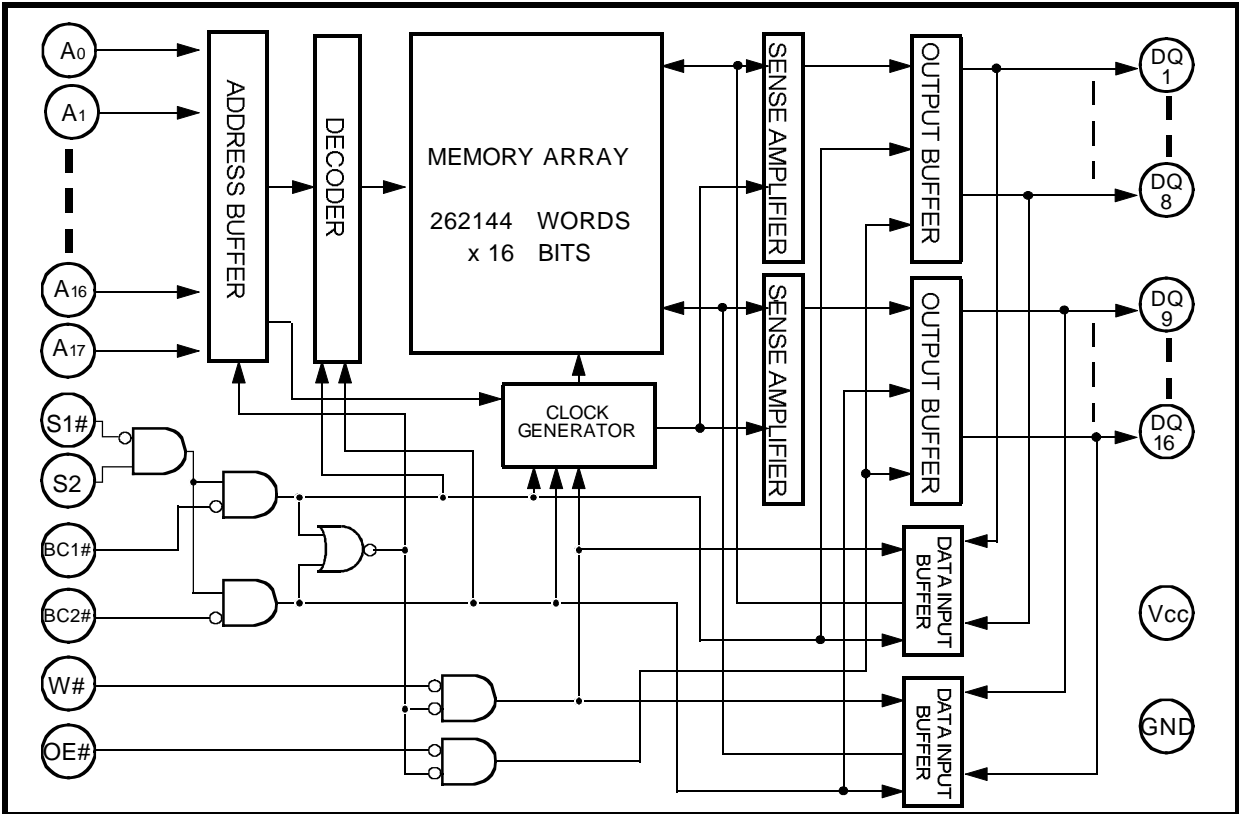 A0
A1
A16
A17
S1#
S2
BC1#
BC2#
W#
OE#
ADDRESS BUFFER
DECODER
MEMORY ARRAY
262144 WORDS
x 16 BITS
CLOCK
GENERATOR
SENSE AMPLIFIER
SENSE AMPLIFIER
OUTPUT BUFFER
OUTPUT BUFFER
DATA INPUT
BUFFER
DATA INPUT
BUFFER
DQ
1
DQ
8
DQ
9
DQ
16
Vcc
GND